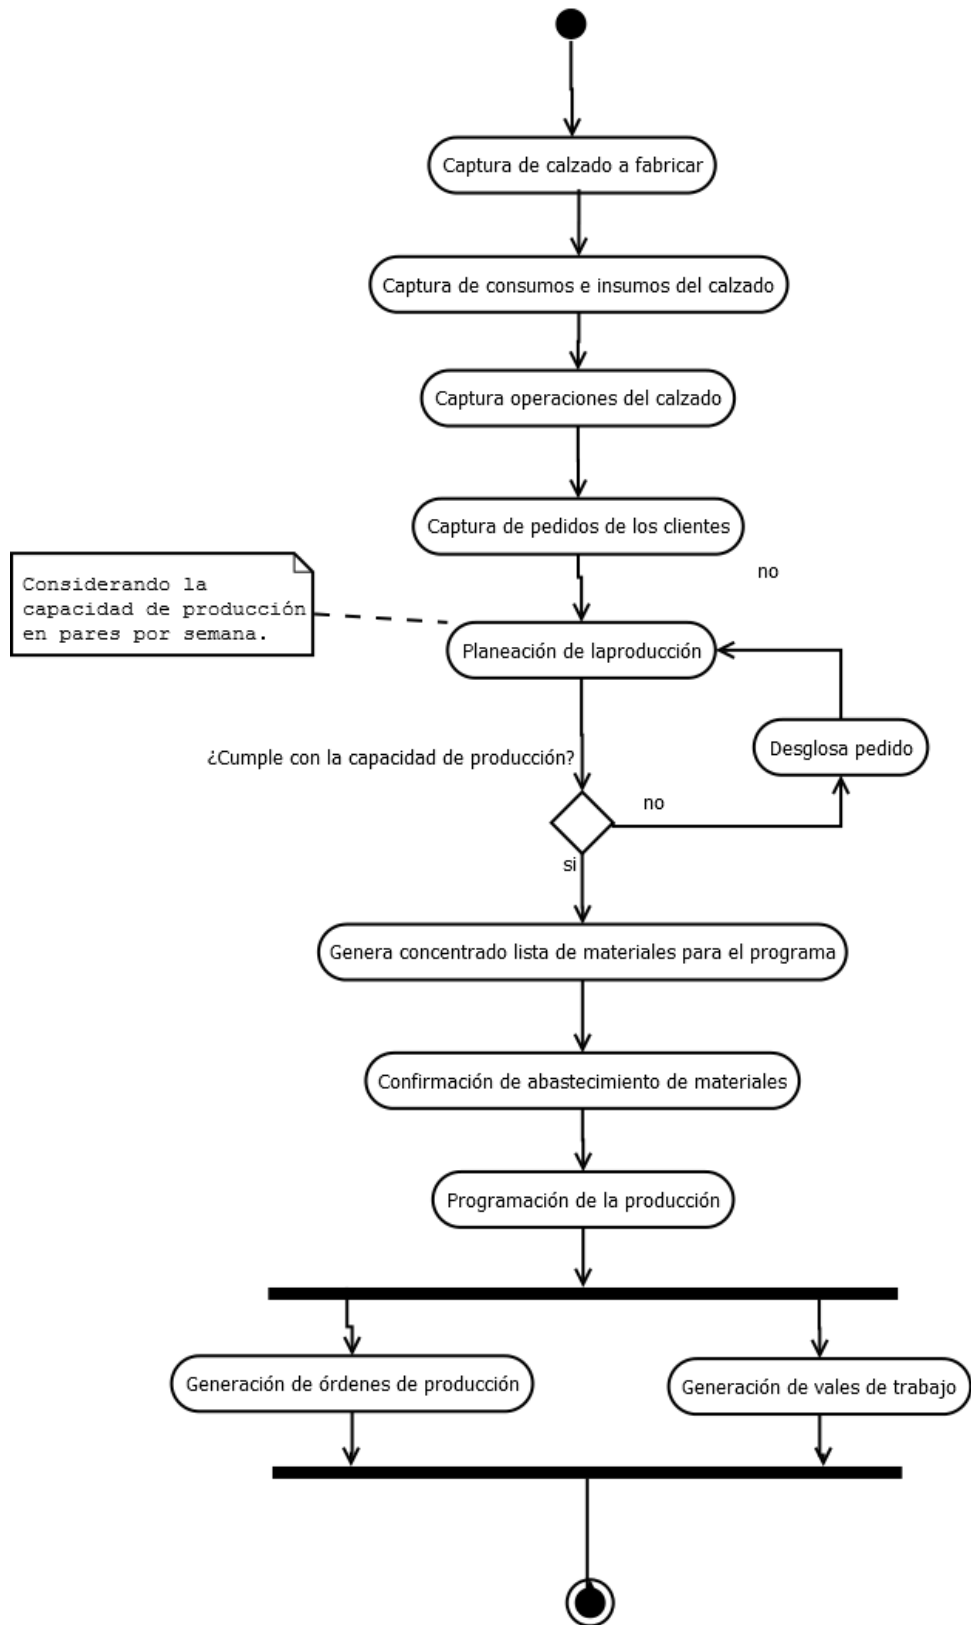 Captura de calzado a fabricar
Captura de consumos e insumos del calzado
Captura operaciones del calzado
Captura de pedidos de los clientes
Considerando la
capacidad de producción
en pares por semana.
no
Planeación de laproducción
Desglosa pedido
¿Cumple con la capacidad de producción?
no
si
Genera concentrado lista de materiales para el programa
Confirmación de abastecimiento de materiales
Programación de la producción
Generación de órdenes de producción
Generación de vales de trabajo